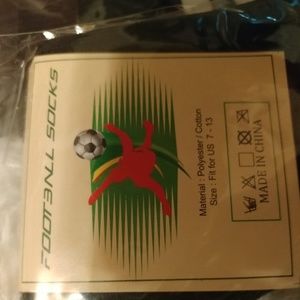 FOOTBALL SOCKS
Material : Polyester / Cotton
Size : Fit for US 7 - 13
MADE IN CHINA